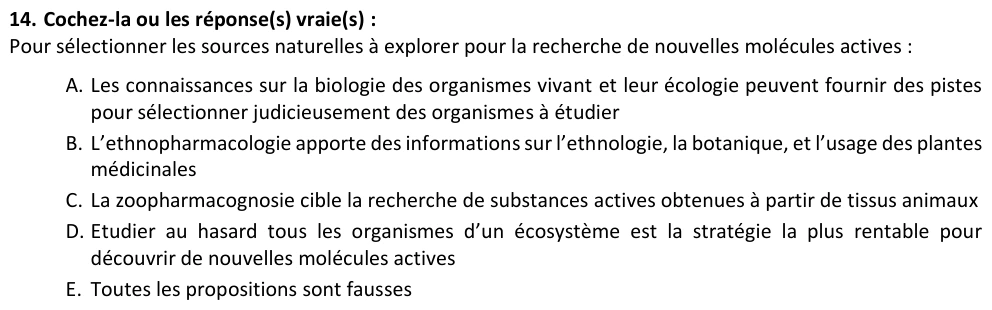 14. Cochez-la ou les réponse(s) vraie(s) :
Pour sélectionner les sources naturelles à explorer pour la recherche de nouvelles molécules actives :
A. Les connaissances sur la biologie des organismes vivant et leur écologie peuvent fournir des pistes
pour sélectionner judicieusement des organismes à étudier
B. L’ethnopharmacologie apporte des informations sur l’ethnologie, la botanique, et l’usage des plantes
médicinales
C. La zoopharmacognosie cible la recherche de substances actives obtenues à partir de tissus animaux
D. Etudier au hasard tous les organismes d’un écosystème est la stratégie la plus rentable pour
découvrir de nouvelles molécules actives
E. Toutes les propositions sont fausses